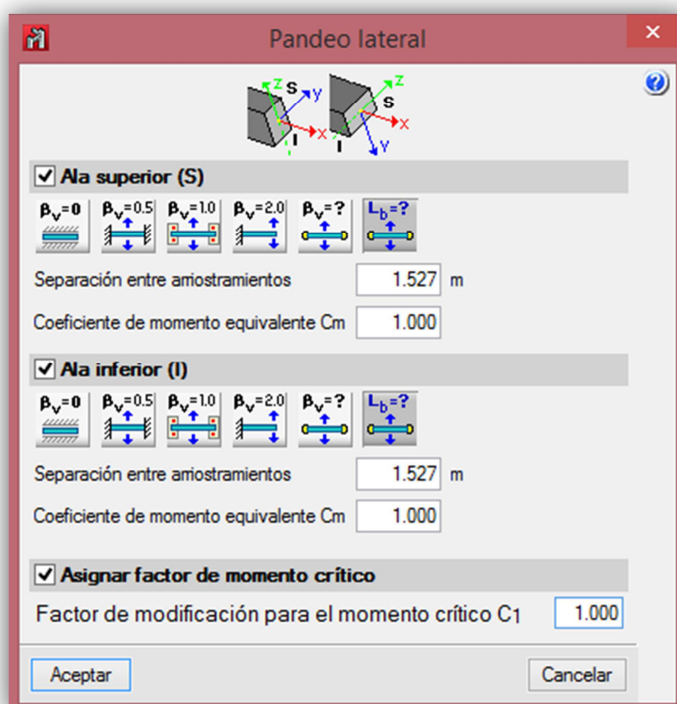 Pandeo lateral
z S y x I
z S x I y
Ala superior (S)
βv=0 βv=0.5 βv=1.0 βv=2.0 βv=? Lb=?
Separación entre arriostramientos 1.527 m
Coeficiente de momento equivalente Cm 1.000
Ala inferior (I)
βv=0 βv=0.5 βv=1.0 βv=2.0 βv=? Lb=?
Separación entre arriostramientos 1.527 m
Coeficiente de momento equivalente Cm 1.000
Asignar factor de momento crítico
Factor de modificación para el momento crítico C1 1.000
Aceptar Cancelar